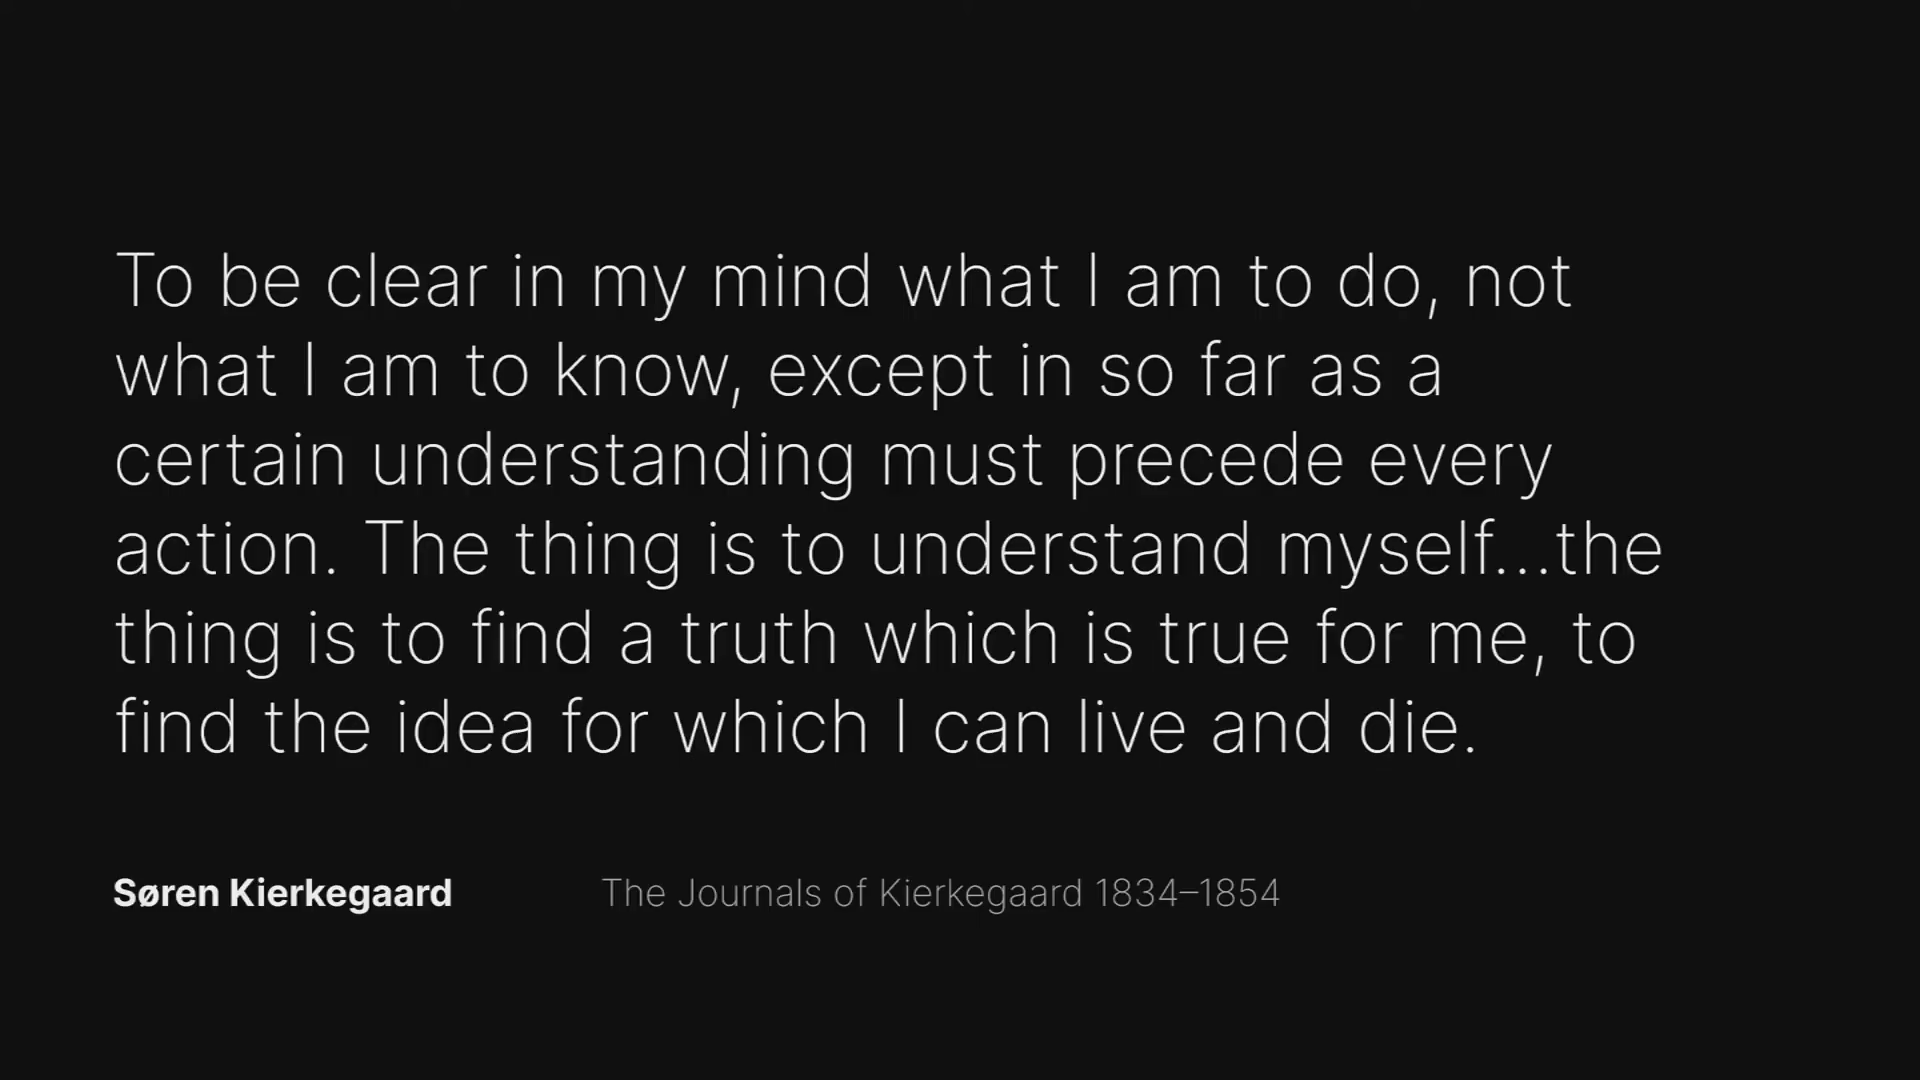 To be clear in my mind what I am to do, not
what I am to know, except in so far as a
certain understanding must precede every
action. The thing is to understand myself...the
thing is to find a truth which is true for me, to
find the idea for which I can live and die.
Søren Kierkegaard
The Journals of Kierkegaard 1834–1854